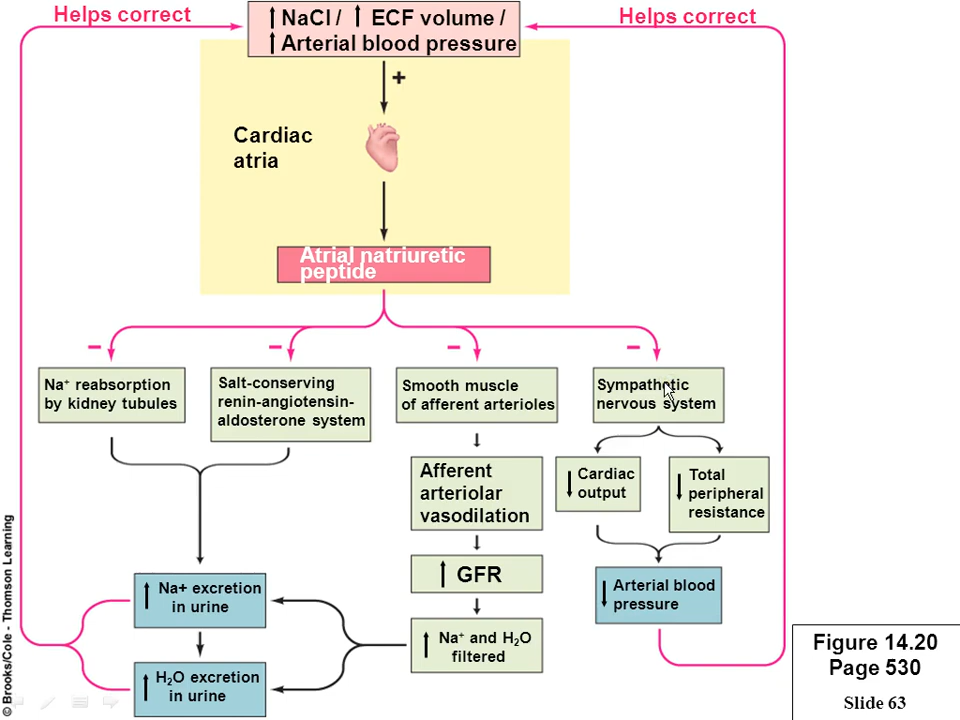 Helps correct
Helps correct
↑ NaCl / ↑ ECF volume /
↑ Arterial blood pressure
+
Cardiac
atria
Atrial natriuretic
peptide
− − − −
Na⁺ reabsorption
by kidney tubules
Salt-conserving
renin-angiotensin-
aldosterone system
Smooth muscle
of afferent arterioles
Sympathetic
nervous system
Afferent
arteriolar
vasodilation
↓ Cardiac
output
↓ Total
peripheral
resistance
↑ GFR
↑ Na+ excretion
in urine
↓ Arterial blood
pressure
↑ Na⁺ and H₂O
filtered
↑ H₂O excretion
in urine
© Brooks/Cole - Thomson Learning
Figure 14.20
Page 530
Slide 63